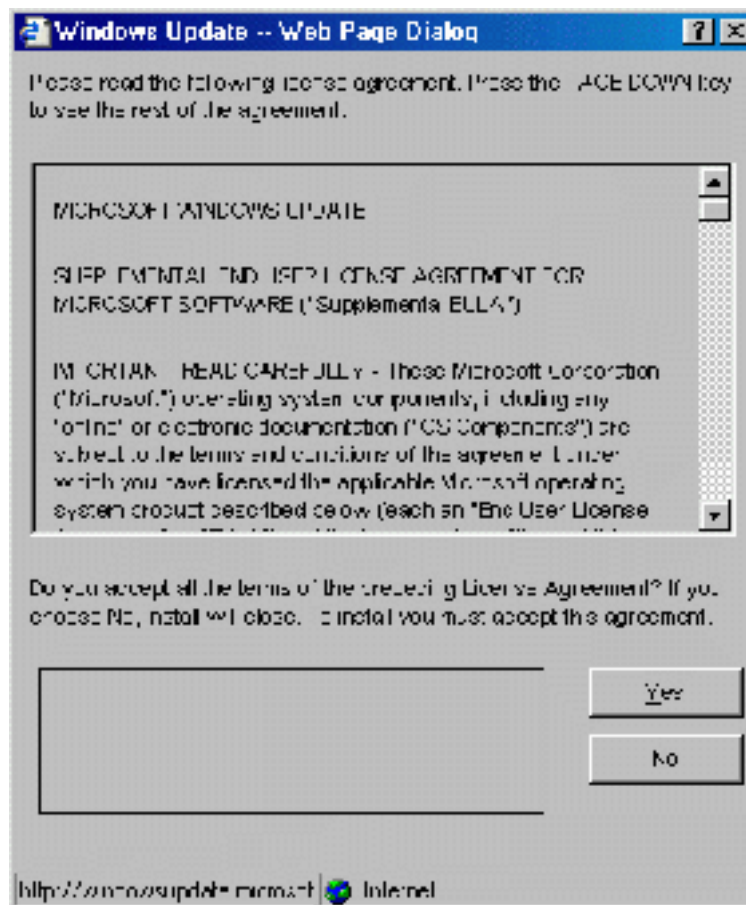 Windows Update -- Web Page Dialog
Please read the following license agreement. Press the PAGE DOWN key
to see the rest of the agreement.
MICROSOFT WINDOWS UPDATE
SUPPLEMENTAL END USER LICENSE AGREEMENT FOR
MICROSOFT SOFTWARE ("Supplemental EULA")
IMPORTANT: READ CAREFULLY - These Microsoft Corporation
("Microsoft") operating system components, including any
"online" or electronic documentation ("OS Components") are
subject to the terms and conditions of the agreement under
which you have licensed the applicable Microsoft operating
system product described below (each an "End User License
Do you accept all the terms of the preceding License Agreement? If you
choose No, Install will close. To install you must accept this agreement.
Yes
No
http://windowsupdate.microsoft
Internet